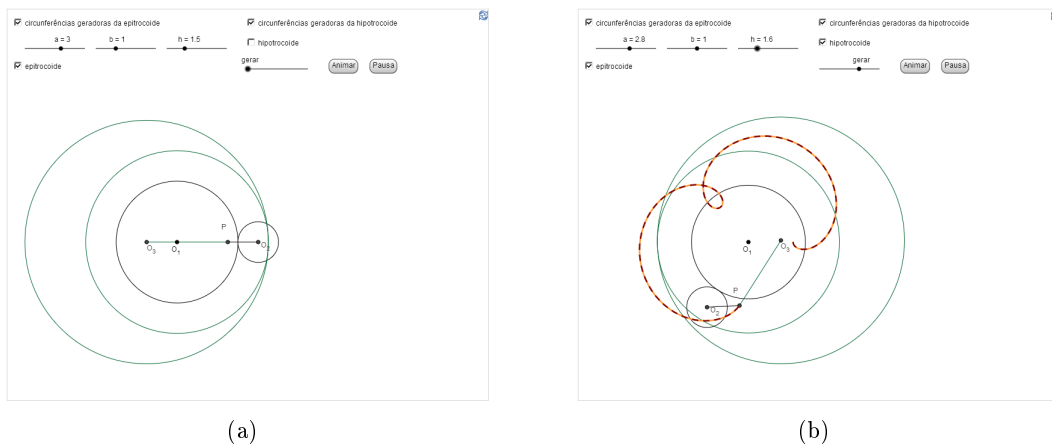 circunferências geradoras da epitrocoide
circunferências geradoras da hipotrocoide
a = 3
b = 1
h = 1.5
hipotrocoide
epitrocoide
gerar
Animar
Pausa
P
O3
O1
O2
(a)
circunferências geradoras da epitrocoide
circunferências geradoras da hipotrocoide
a = 2.8
b = 1
h = 1.6
hipotrocoide
epitrocoide
gerar
Animar
Pausa
O1
O3
P
O2
(b)